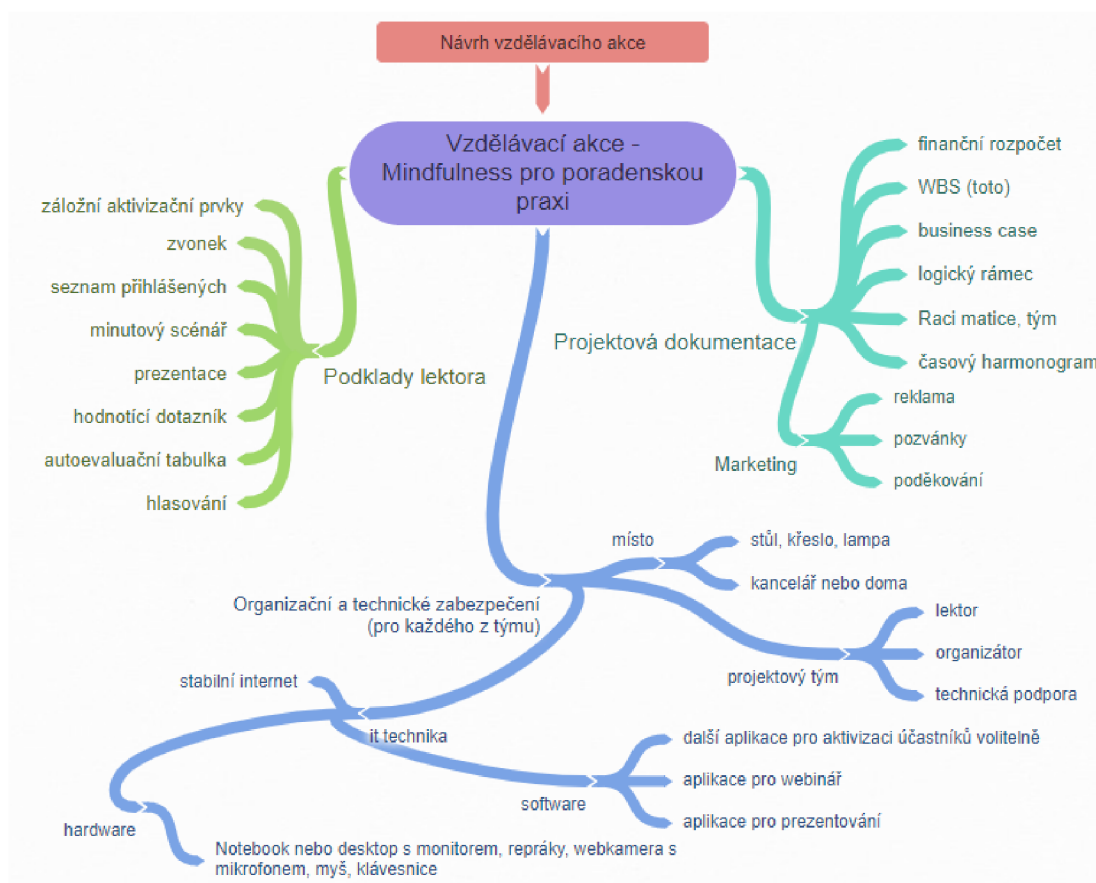 Návrh vzdělávacího akce
Vzdělávací akce -
Mindfulness pro poradenskou
praxi
záložní aktivizační prvky
zvonek
seznam přihlášených
minutový scénář
prezentace
hodnotící dotazník
autoevaluační tabulka
hlasování
Podklady lektora
finanční rozpočet
WBS (toto)
business case
logický rámec
Raci matice, tým
časový harmonogram
Projektová dokumentace
reklama
pozvánky
poděkování
Marketing
místo
stůl, křeslo, lampa
kancelář nebo doma
Organizační a technické zabezpečení
(pro každého z týmu)
lektor
organizátor
technická podpora
projektový tým
stabilní internet
it technika
další aplikace pro aktivizaci účastníků volitelně
aplikace pro webinář
aplikace pro prezentování
software
hardware
Notebook nebo desktop s monitorem, repráky, webkamera s
mikrofonem, myš, klávesnice